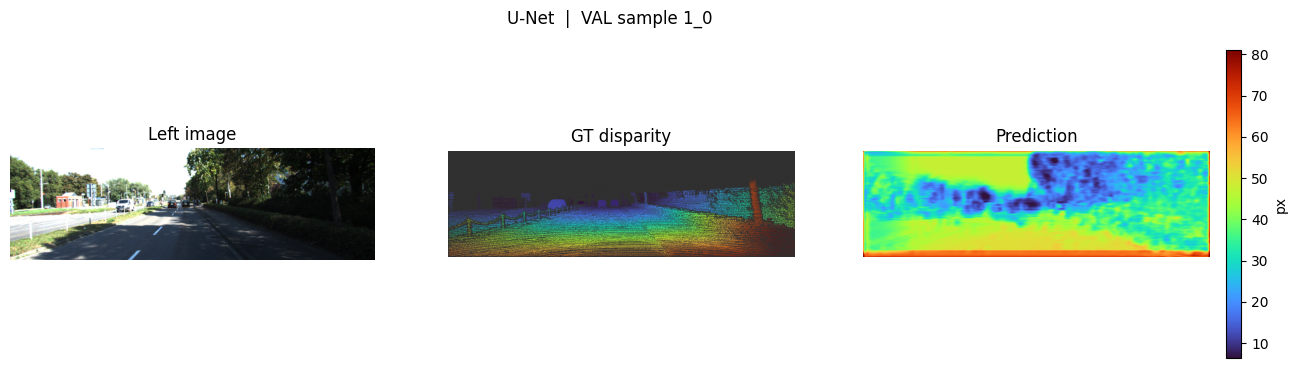 U-Net | VAL sample 1_0
Left image
GT disparity
Prediction
80
70
60
50
40
30
20
10
px